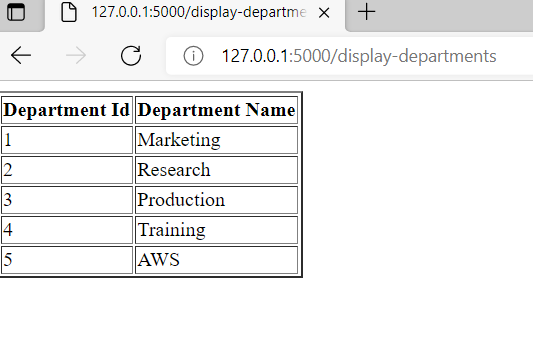 127.0.0.1:5000/display-departme
127.0.0.1:5000/display-departments
Department Id Department Name
1 Marketing
2 Research
3 Production
4 Training
5 AWS